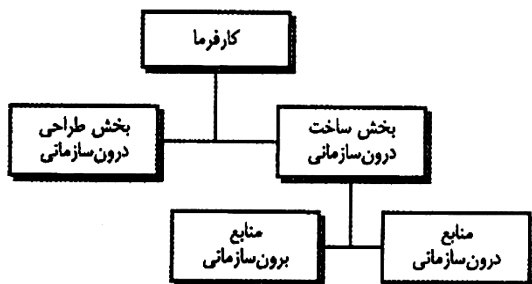 کارفرما
بخش ساخت
درون‌سازمانی
بخش طراحی
درون‌سازمانی
منابع
درون‌سازمانی
منابع
برون‌سازمانی